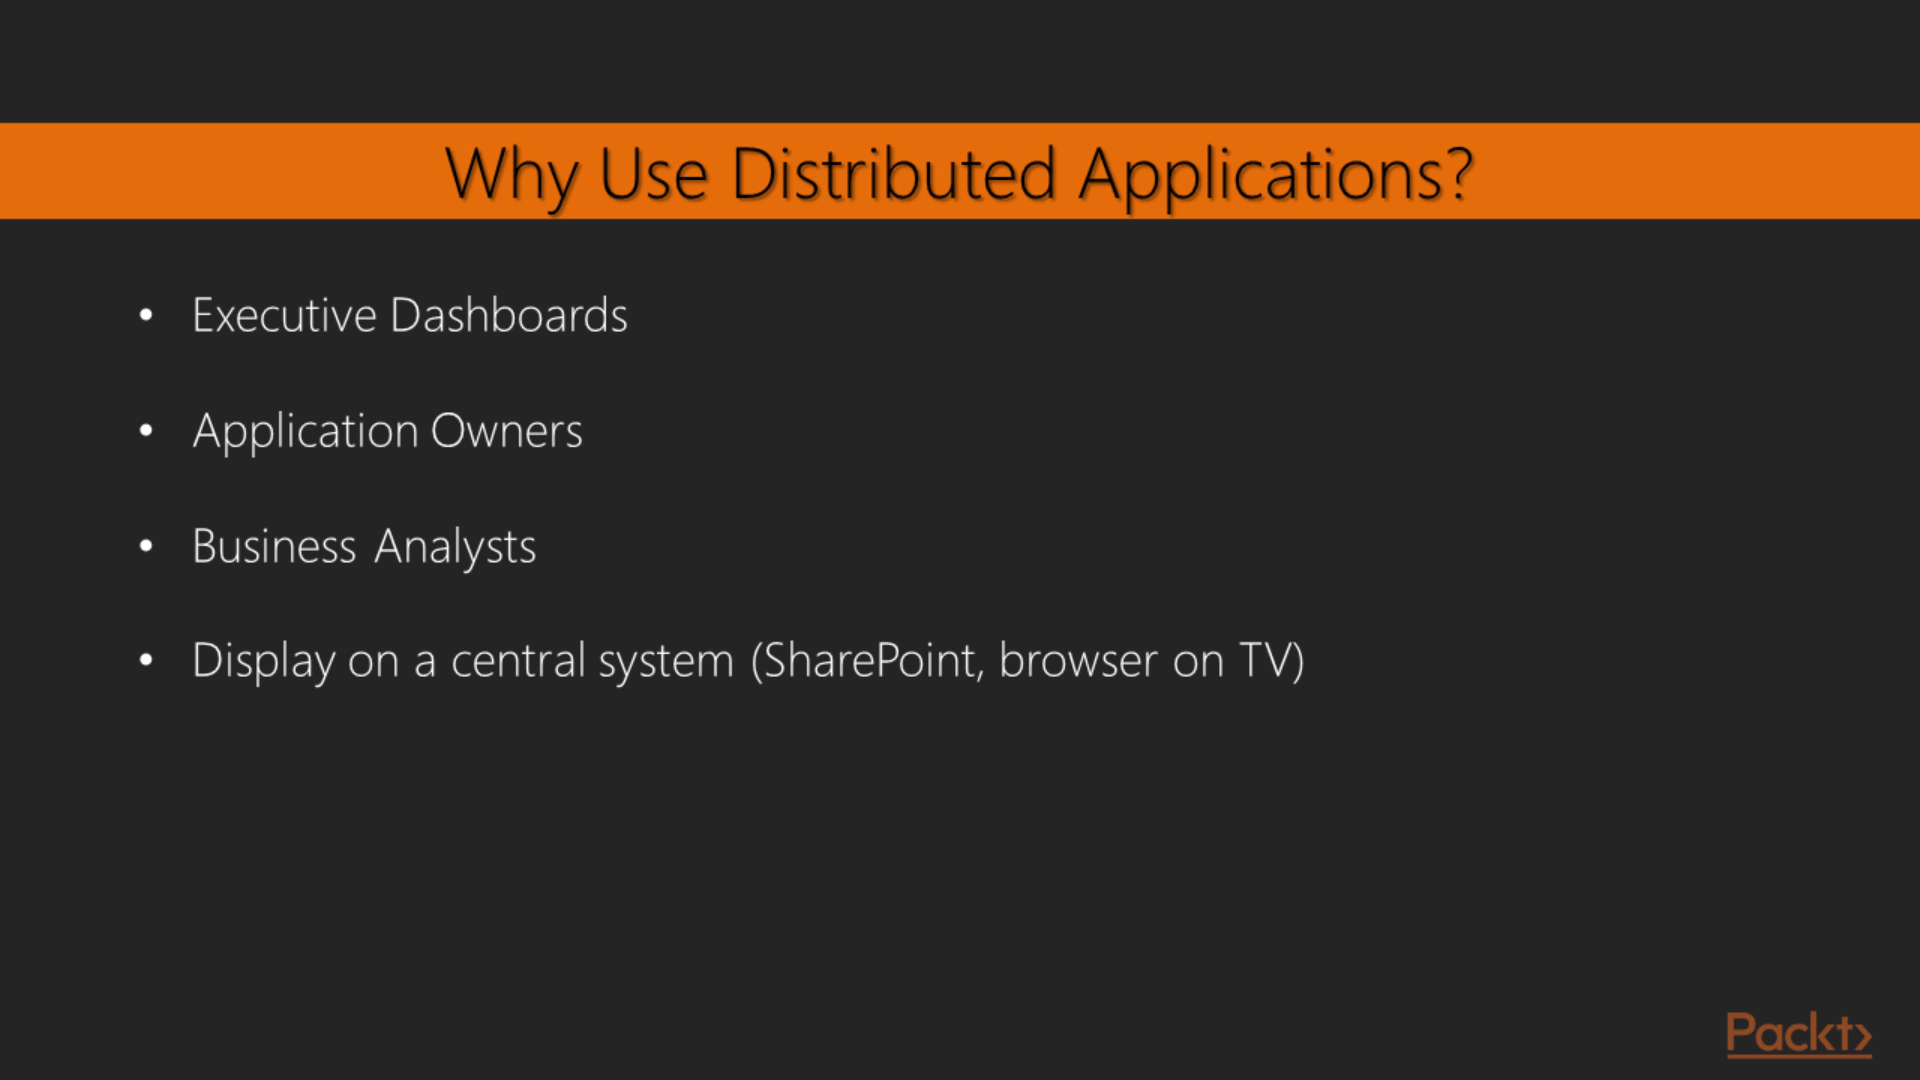 Why Use Distributed Applications?
• Executive Dashboards
• Application Owners
• Business Analysts
• Display on a central system (SharePoint, browser on TV)
Packt>